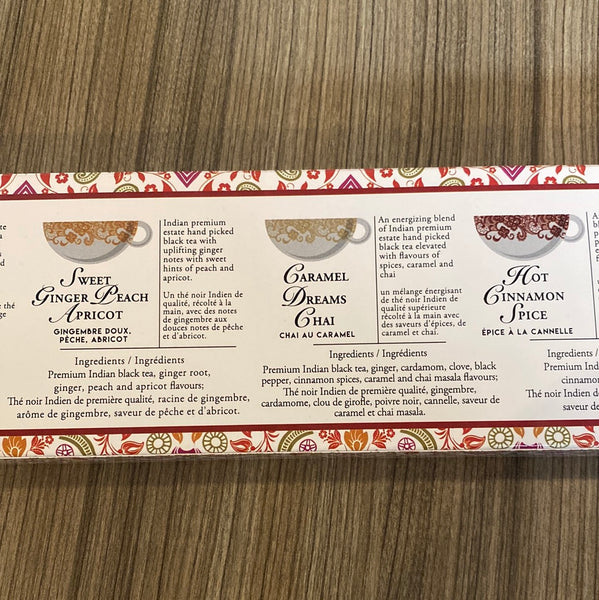 Indian premium
estate hand picked
black tea with
uplifting ginger
notes with sweet
hints of peach and
apricot.
Un thé noir Indien de
qualité, récolté à la
main, avec des notes
de gingembre aux
douces notes de pêche
et d'abricot.
SWEET
GINGER PEACH
APRICOT
GINGEMBRE DOUX,
PÊCHE, ABRICOT
Ingredients / Ingrédients
Premium Indian black tea, ginger root,
ginger, peach and apricot flavours;
Thé noir Indien de première qualité, racine de gingembre,
arôme de gingembre, saveur de pêche et d'abricot.
An energizing blend
of Indian premium
estate hand picked
black tea elevated
with flavours of
spices, caramel and
chai
un mélange énergisant
de thé noir Indien de
qualité supérieure
récolté à la main avec
des saveurs d'épices, de
caramel et chai.
CARAMEL
DREAMS
CHAI
CHAI AU CARAMEL
Ingredients / Ingrédients
Premium Indian black tea, ginger, cardamom, clove, black
pepper, cinnamon spices, caramel and chai masala flavours;
Thé noir Indien de première qualité, gingembre,
cardamome, clou de girofle, poivre noir, cannelle, saveur de
caramel et chai masala.
HOT
CINNAMON
SPICE
ÉPICE À LA CANNELLE
Ingredients /
Premium Indian
cinnamon
Thé noir Indien de
saveur